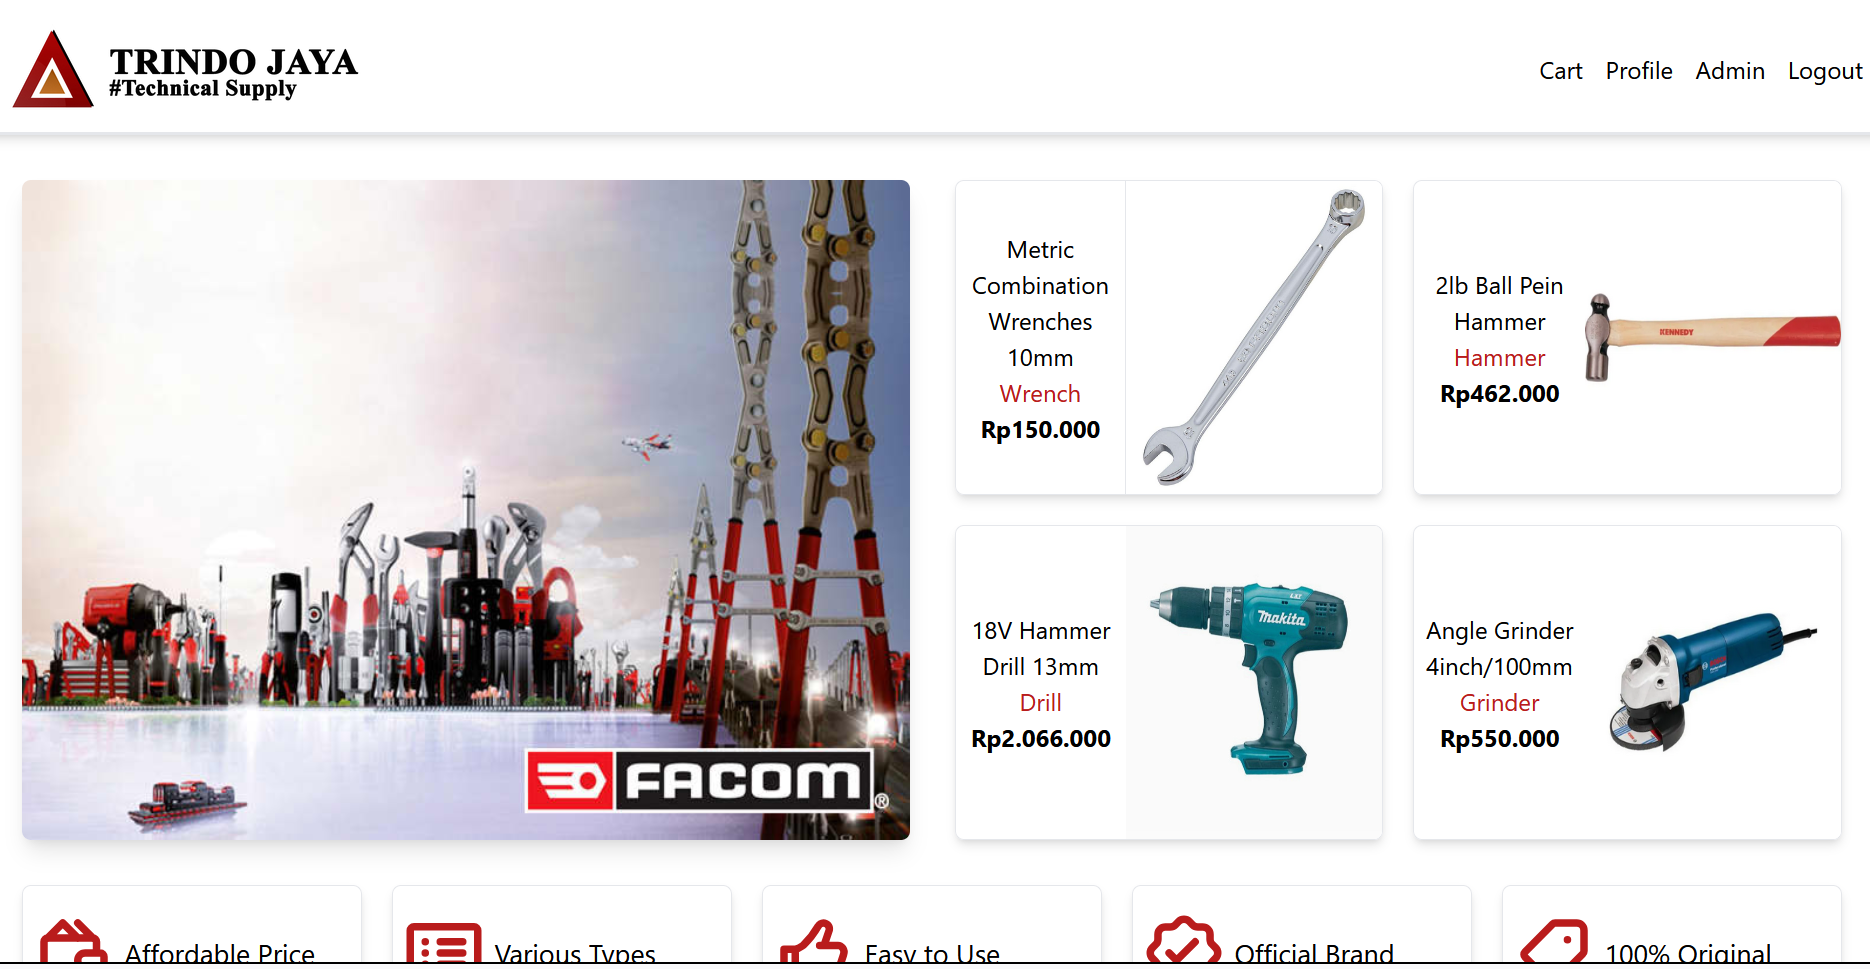 TRINDO JAYA
#Technical Supply
Cart Profile Admin Logout
FACOM®
Metric
Combination
Wrenches
10mm
Wrench
Rp150.000
2lb Ball Pein
Hammer
Hammer
Rp462.000
KENNEDY
18V Hammer
Drill 13mm
Drill
Rp2.066.000
makita
LXT
Angle Grinder
4inch/100mm
Grinder
Rp550.000
Affordable Price
Various Types
Easy to Use
Official Brand
100% Original